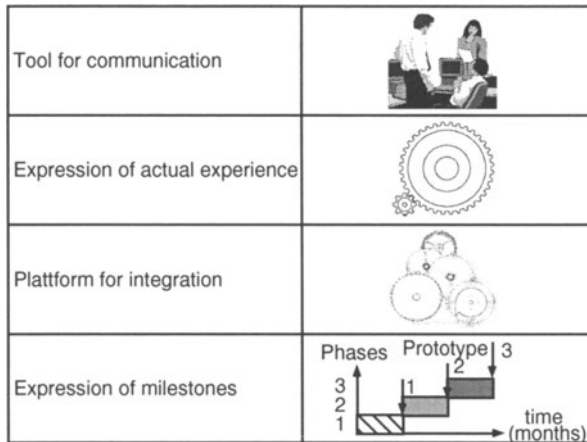 Tool for communication
Expression of actual experience
Plattform for integration
Expression of milestones
Phases Prototype 3
2
1
3
2
1
time
(months)